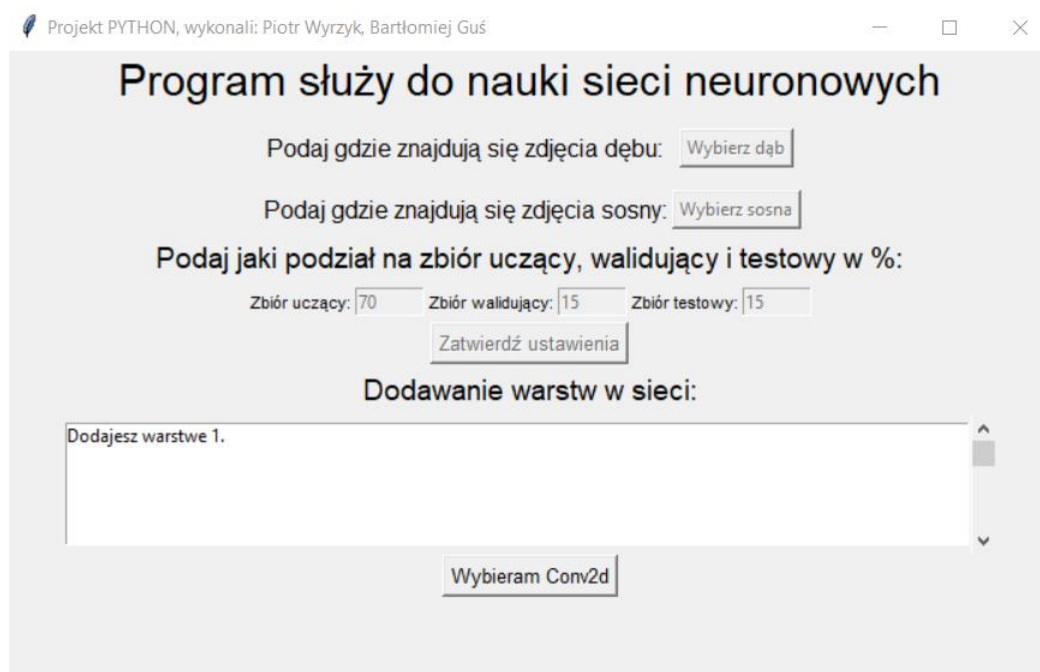 Projekt PYTHON, wykonali: Piotr Wyrzyk, Bartłomiej Guś
Program służy do nauki sieci neuronowych
Podaj gdzie znajdują się zdjęcia dębu: Wybierz dąb
Podaj gdzie znajdują się zdjęcia sosny: Wybierz sosna
Podaj jaki podział na zbiór uczący, walidujący i testowy w %:
Zbiór uczący: 70 Zbiór walidujący: 15 Zbiór testowy: 15
Zatwierdź ustawienia
Dodawanie warstw w sieci:
Dodajesz warstwe 1.
Wybieram Conv2d